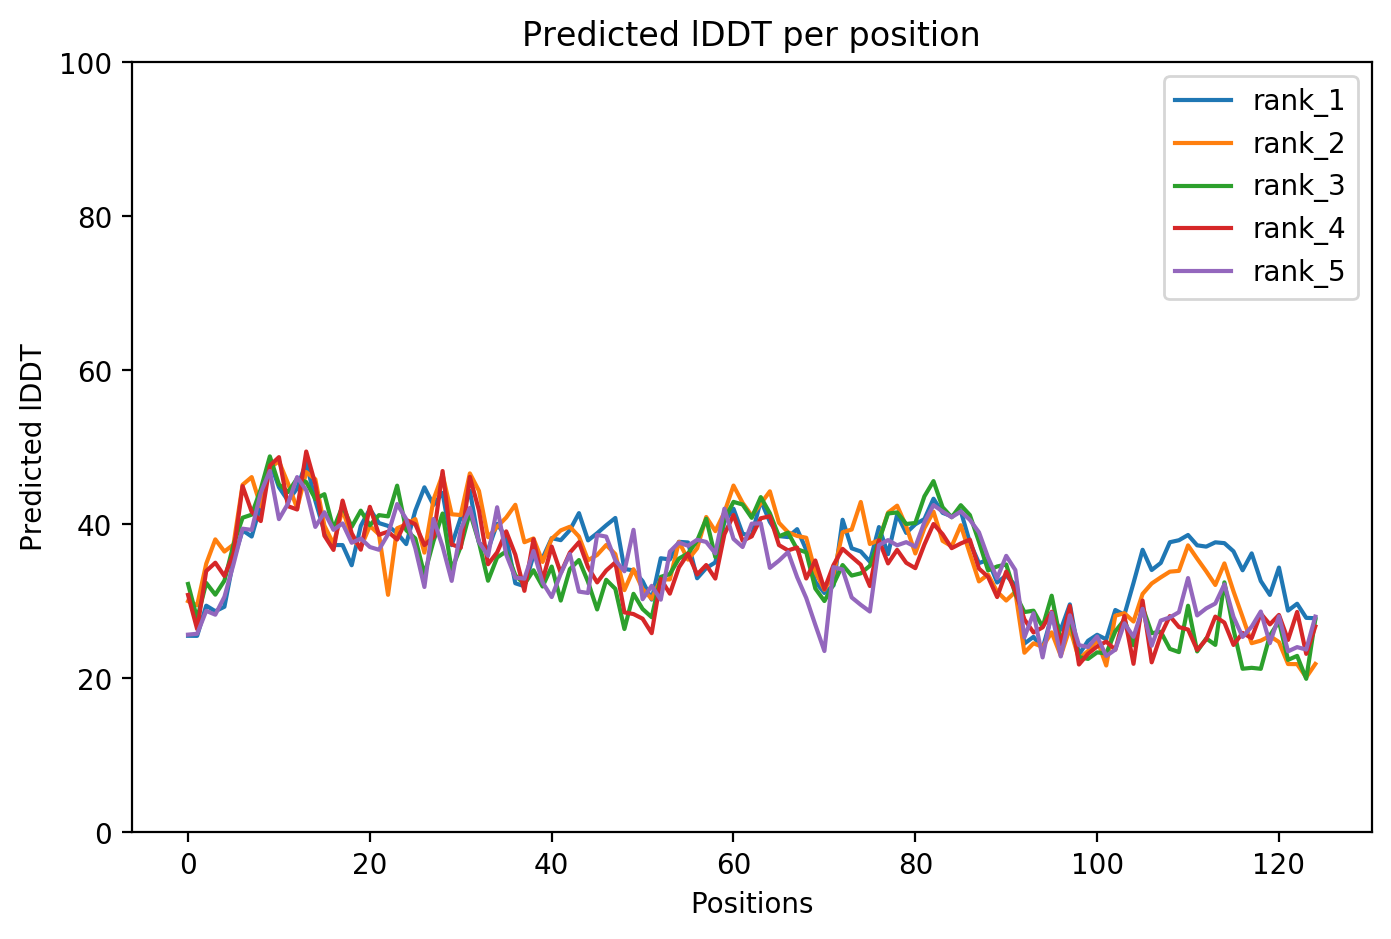 Predicted lDDT per position
100
80
60
40
20
0
Predicted lDDT
rank_1
rank_2
rank_3
rank_4
rank_5
0 20 40 60 80 100 120
Positions